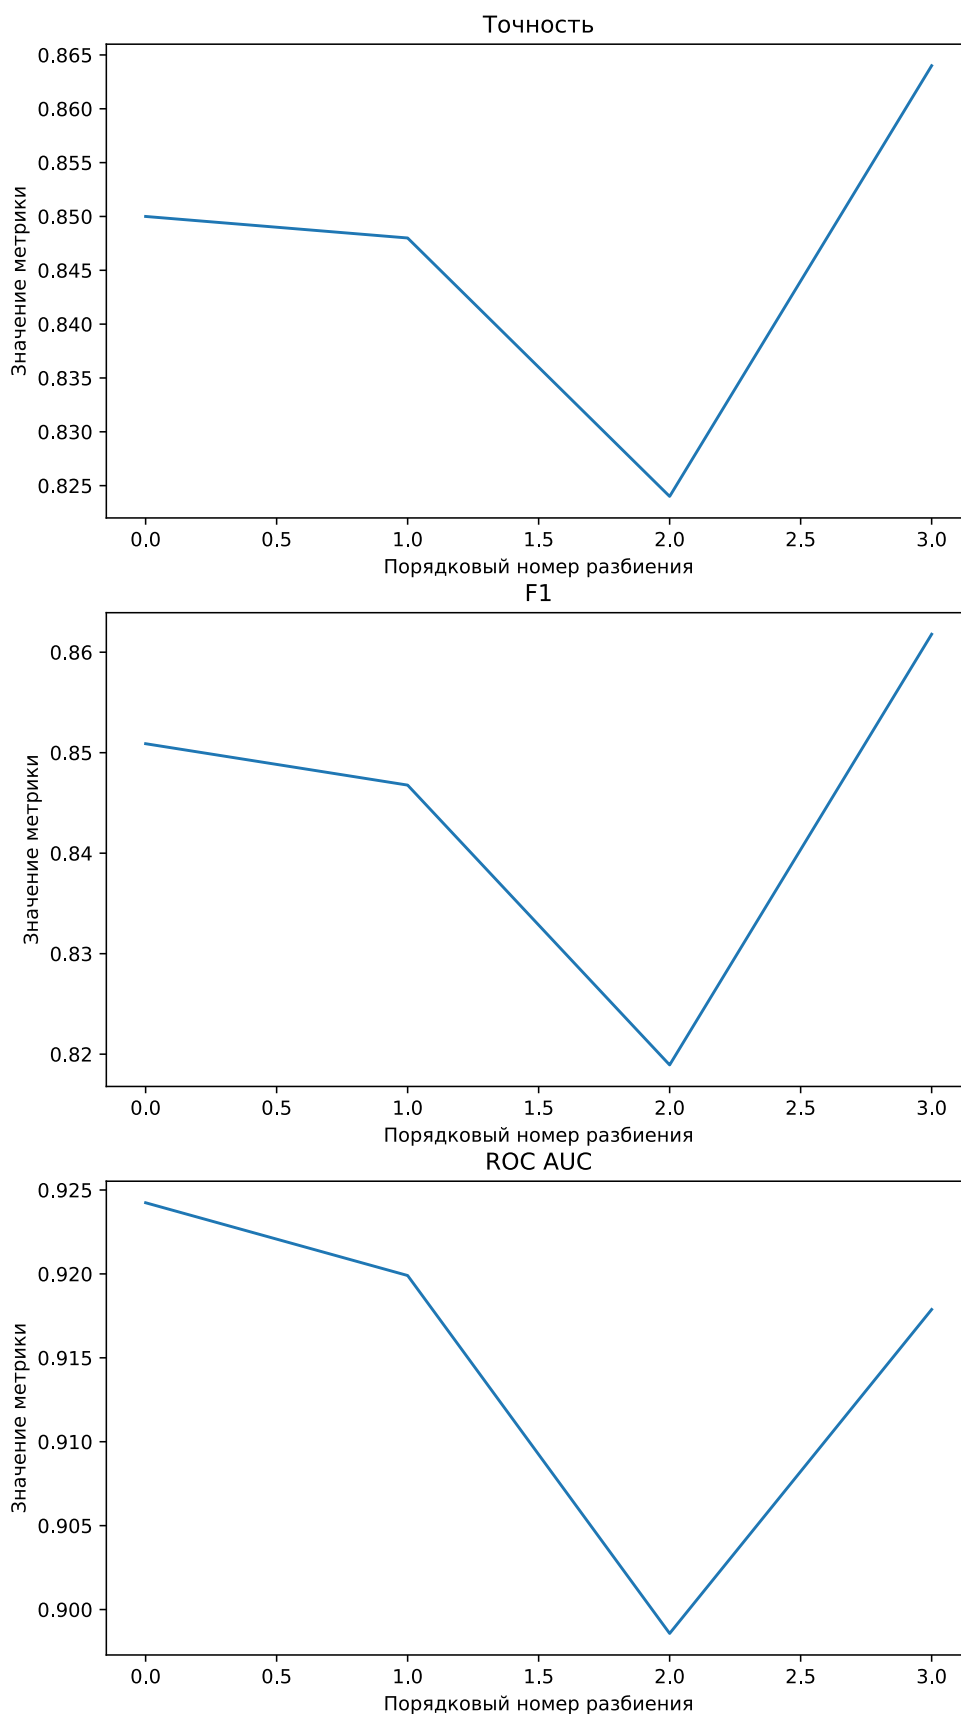 Точность
0.865
0.860
0.855
0.850
0.845
0.840
0.835
0.830
0.825
Значение метрики
0.0 0.5 1.0 1.5 2.0 2.5 3.0
Порядковый номер разбиения
F1
0.86
0.85
0.84
0.83
0.82
Значение метрики
0.0 0.5 1.0 1.5 2.0 2.5 3.0
Порядковый номер разбиения
ROC AUC
0.925
0.920
0.915
0.910
0.905
0.900
Значение метрики
0.0 0.5 1.0 1.5 2.0 2.5 3.0
Порядковый номер разбиения